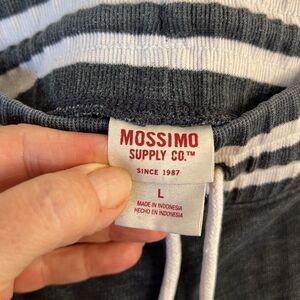 MOSSIMO
SUPPLY CO.™
SINCE 1987
L
MADE IN INDONESIA
HECHO EN INDONESIA